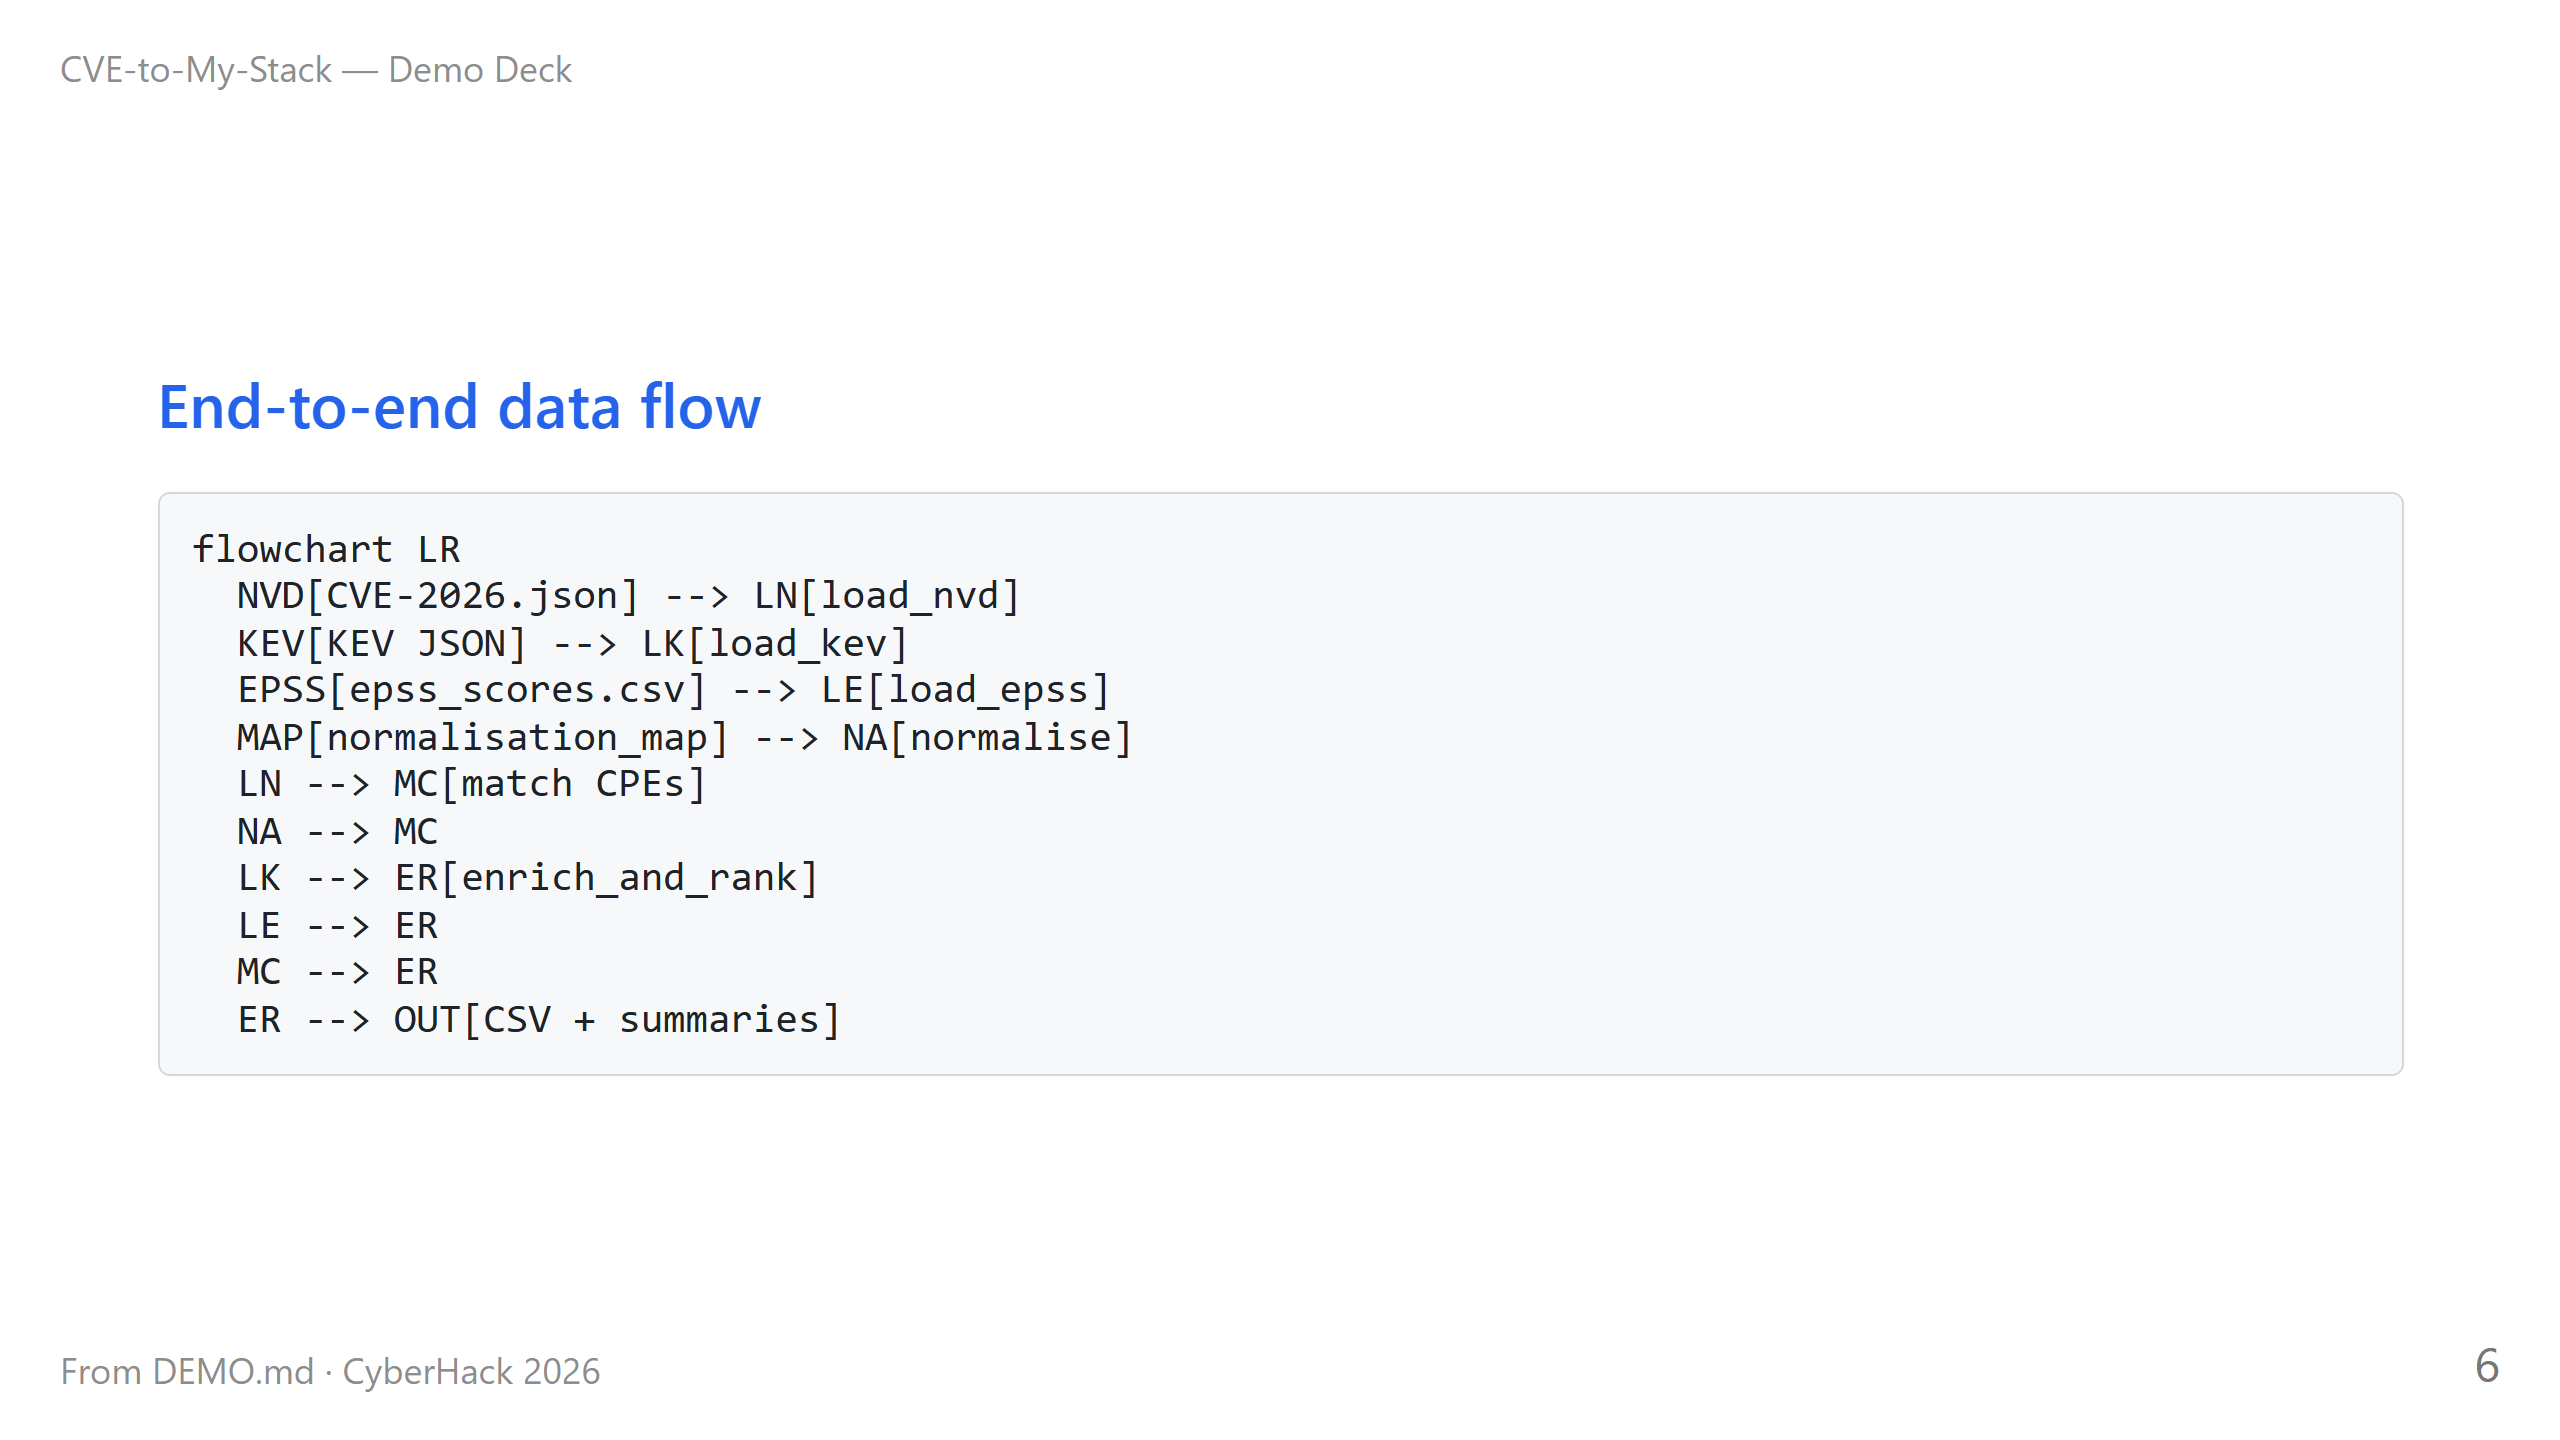 CVE-to-My-Stack — Demo Deck
End-to-end data flow
flowchart LR
  NVD[CVE-2026.json] --> LN[load_nvd]
  KEV[KEV JSON] --> LK[load_kev]
  EPSS[epss_scores.csv] --> LE[load_epss]
  MAP[normalisation_map] --> NA[normalise]
  LN --> MC[match CPEs]
  NA --> MC
  LK --> ER[enrich_and_rank]
  LE --> ER
  MC --> ER
  ER --> OUT[CSV + summaries]
From DEMO.md · CyberHack 2026
6